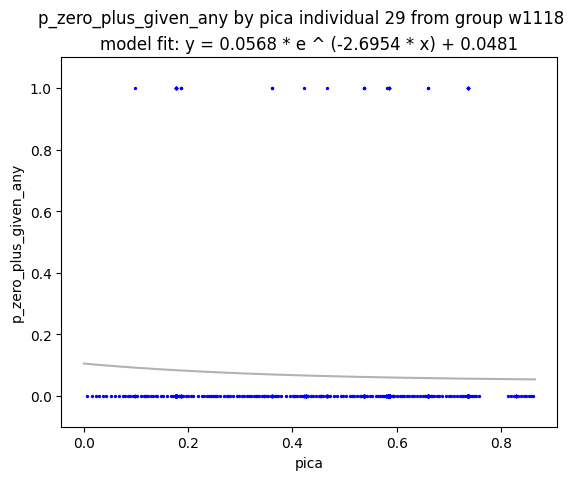 p_zero_plus_given_any by pica individual 29 from group w1118
model fit: y = 0.0568 * e ^ (-2.6954 * x) + 0.0481
1.0
0.8
0.6
0.4
0.2
0.0
p_zero_plus_given_any
0.0 0.2 0.4 0.6 0.8
pica